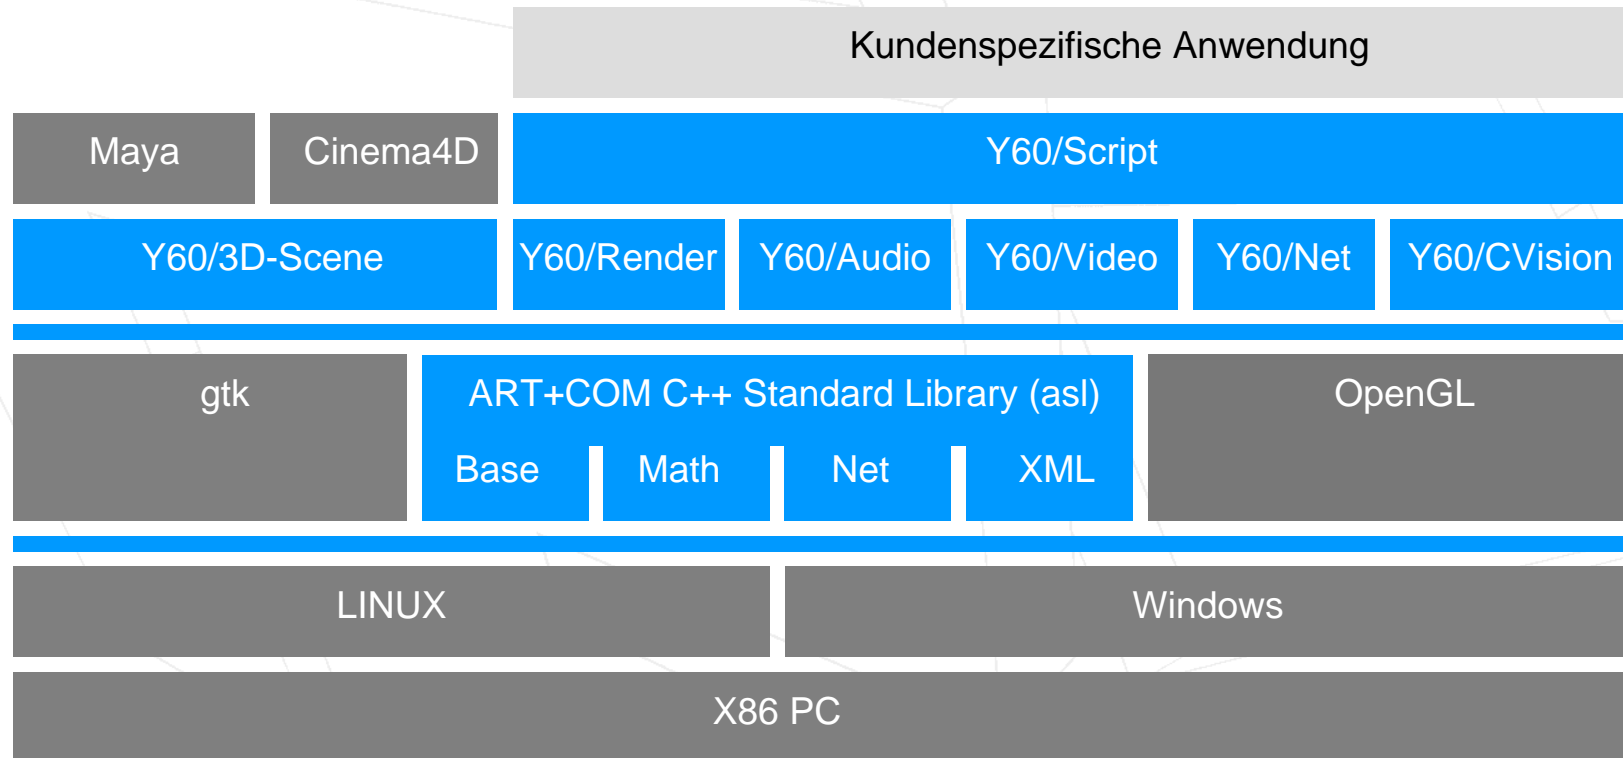 Kundenspezifische Anwendung
Maya
Cinema4D
Y60/Script
Y60/3D-Scene
Y60/Render
Y60/Audio
Y60/Video
Y60/Net
Y60/CVision
gtk
ART+COM C++ Standard Library (asl)
OpenGL
Base
Math
Net
XML
LINUX
Windows
X86 PC